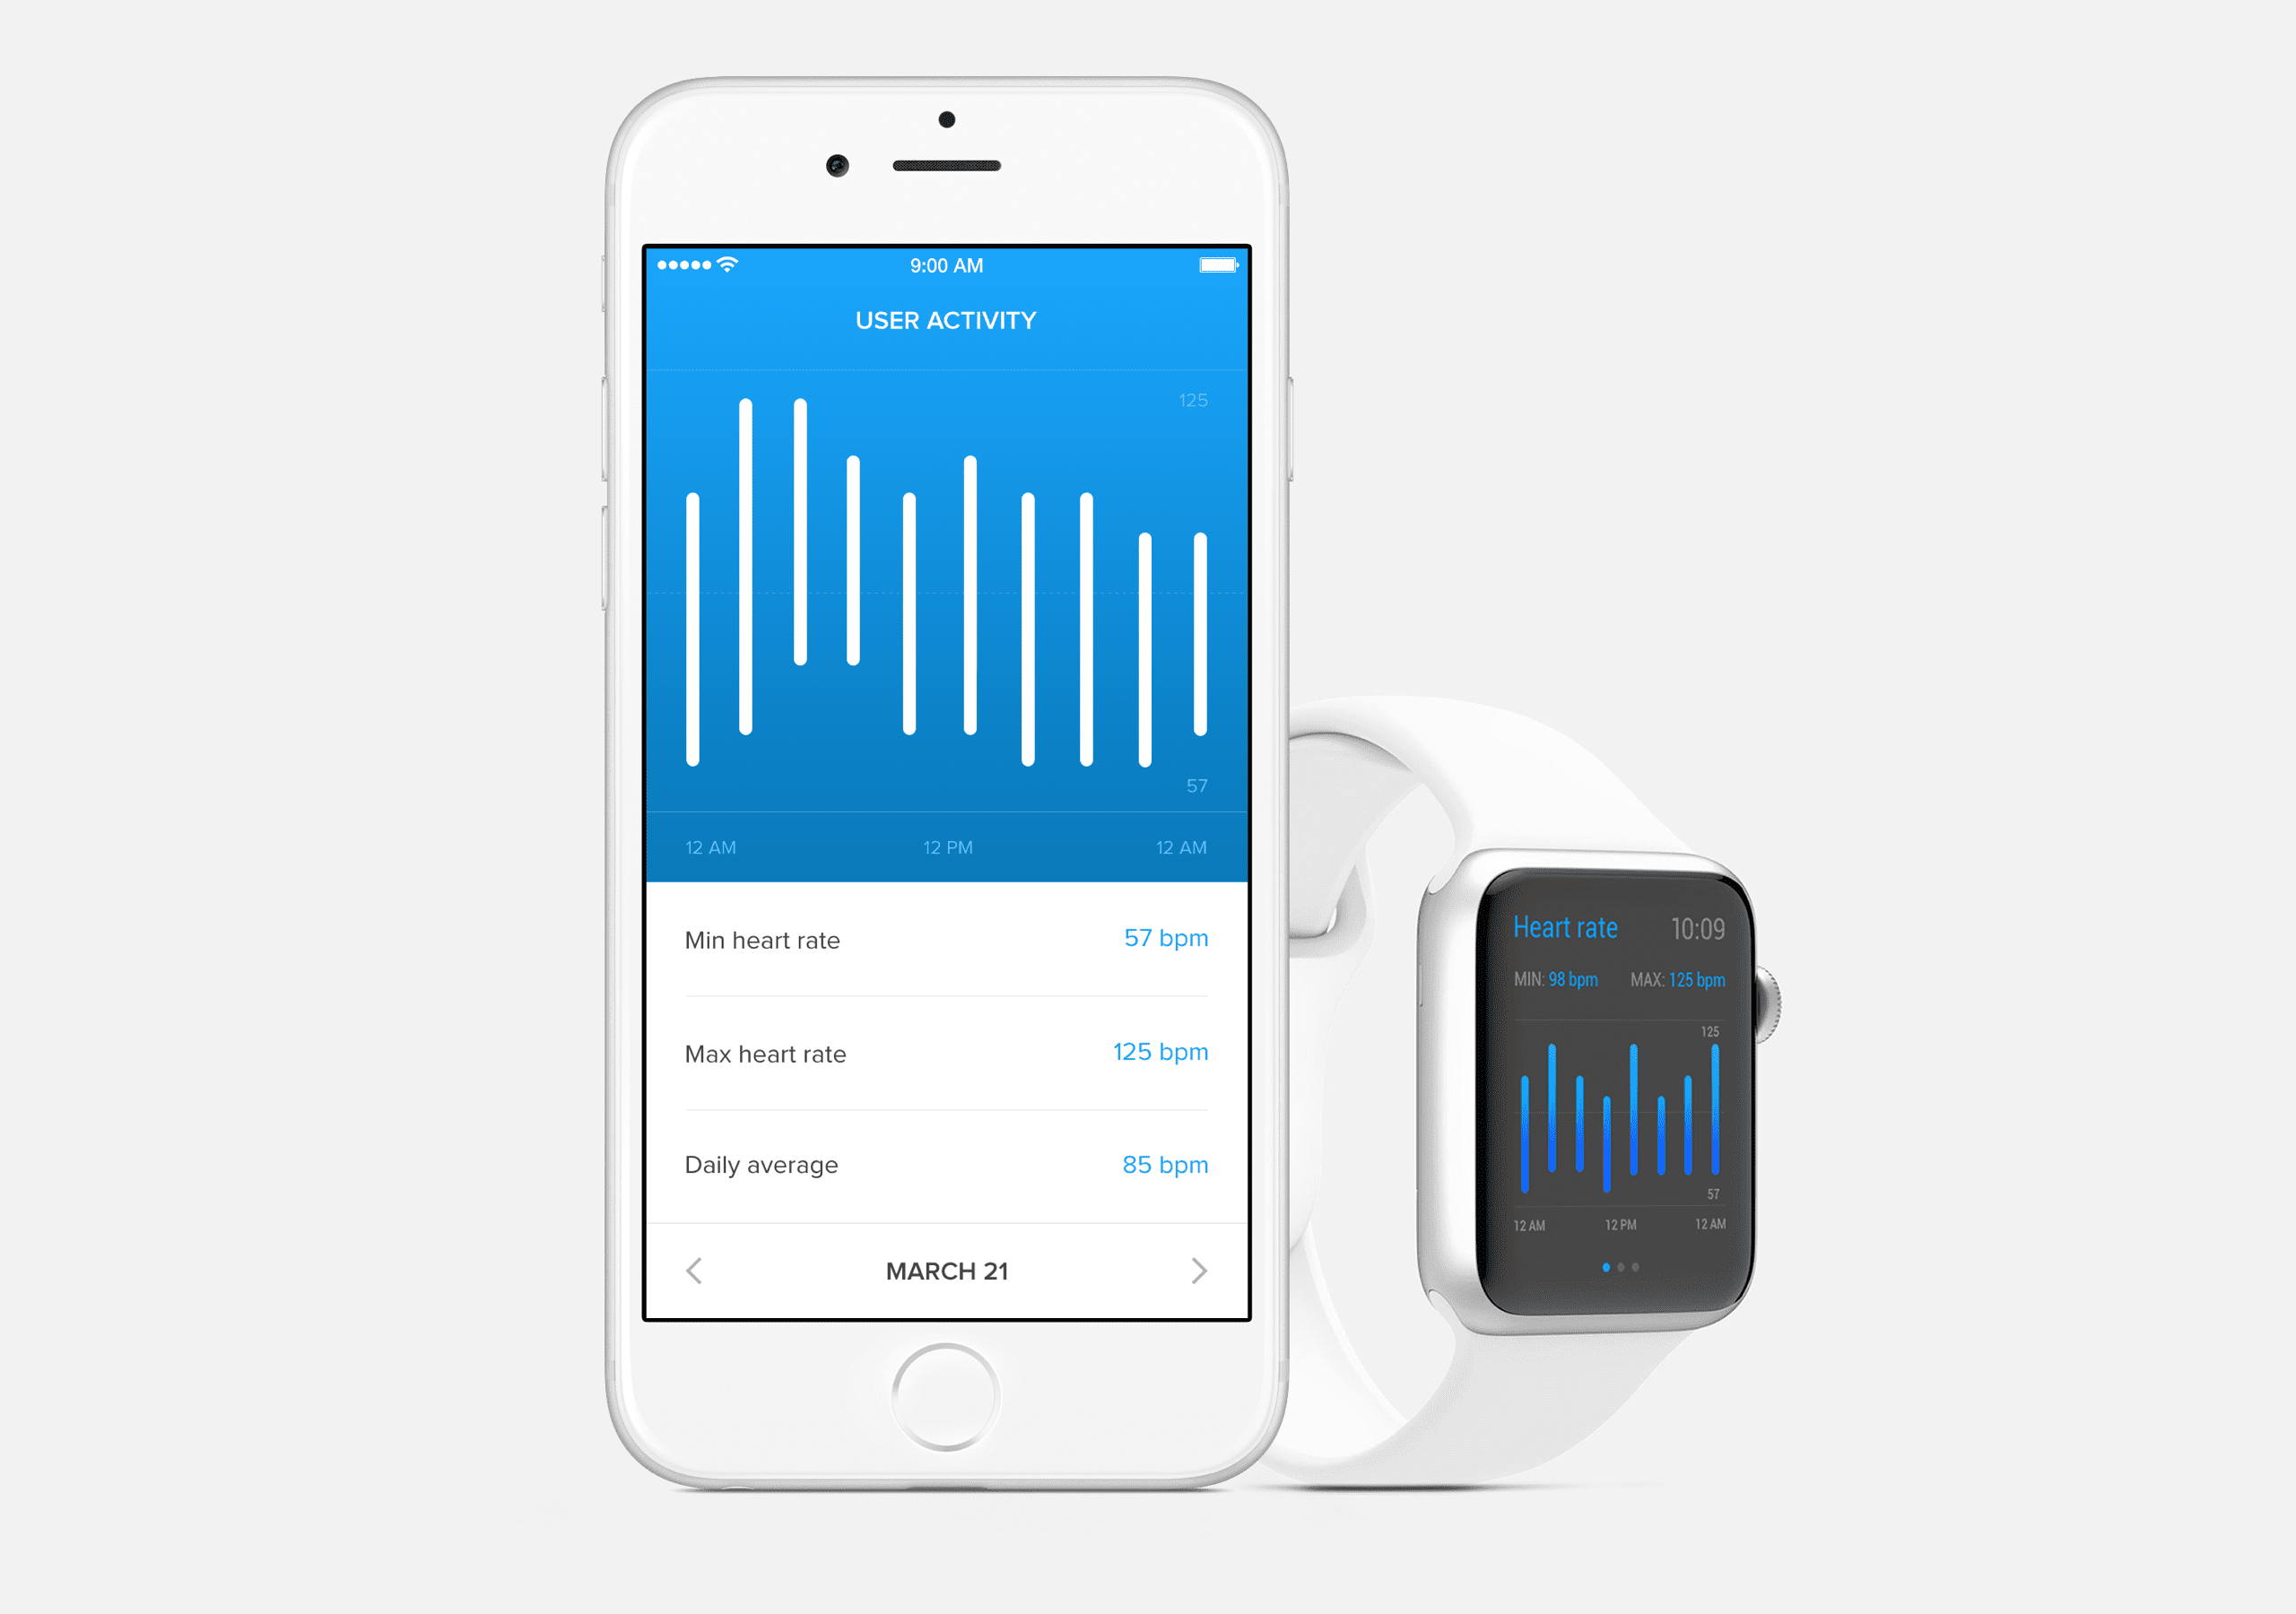 9:00 AM
USER ACTIVITY
125
57
12 AM 12 PM 12 AM
Min heart rate 57 bpm
Max heart rate 125 bpm
Daily average 85 bpm
MARCH 21
Heart rate 10:09
MIN: 98 bpm MAX: 125 bpm
125
57
12 AM 12 PM 12 AM